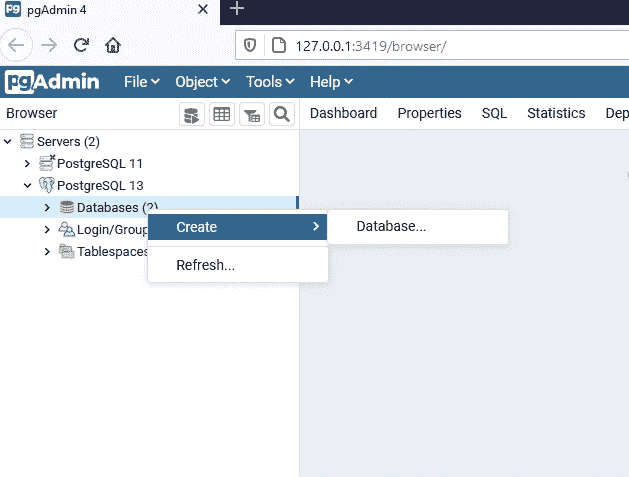 pgAdmin 4
127.0.0.1:3419/browser/
pgAdmin File Object Tools Help
Browser Dashboard Properties SQL Statistics Dep
Servers (2)
PostgreSQL 11
PostgreSQL 13
Databases (2)
Create Database...
Login/Group
Refresh...
Tablespaces